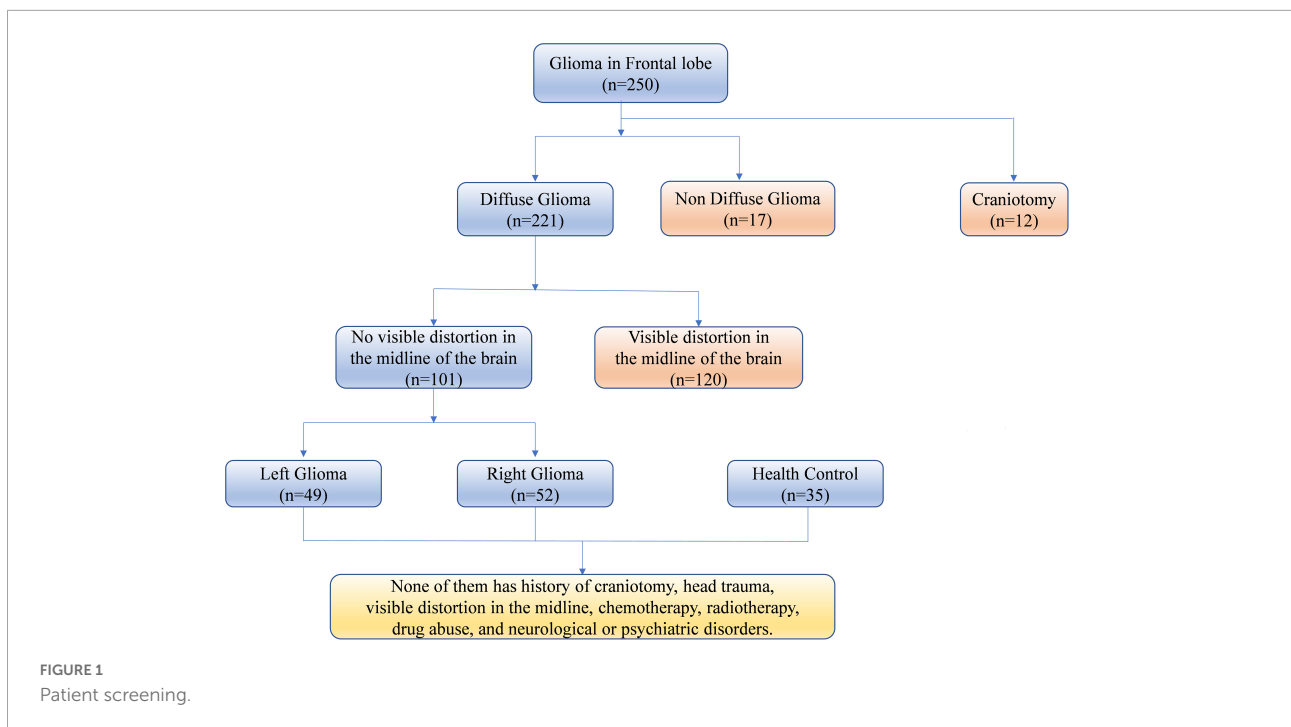 Glioma in Frontal lobe
(n=250)
Diffuse Glioma
(n=221)
Non Diffuse Glioma
(n=17)
Craniotomy
(n=12)
No visible distortion in
the midline of the brain
(n=101)
Visible distortion in
the midline of the brain
(n=120)
Left Glioma
(n=49)
Right Glioma
(n=52)
Health Control
(n=35)
None of them has history of craniotomy, head trauma,
visible distortion in the midline, chemotherapy, radiotherapy,
drug abuse, and neurological or psychiatric disorders.
FIGURE 1
Patient screening.